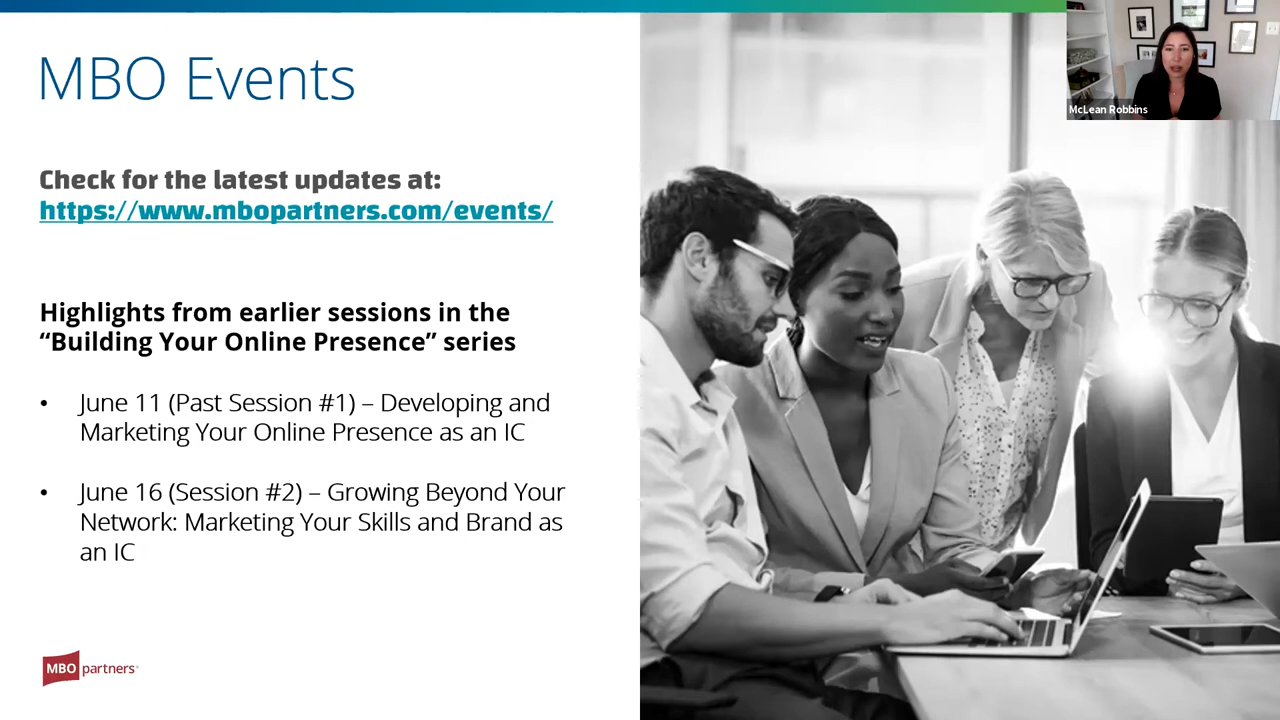 MBO Events
McLean Robbins
Check for the latest updates at:
https://www.mbopartners.com/events/
Highlights from earlier sessions in the
“Building Your Online Presence” series
• June 11 (Past Session #1) – Developing and
Marketing Your Online Presence as an IC
• June 16 (Session #2) – Growing Beyond Your
Network: Marketing Your Skills and Brand as
an IC
MBO partners